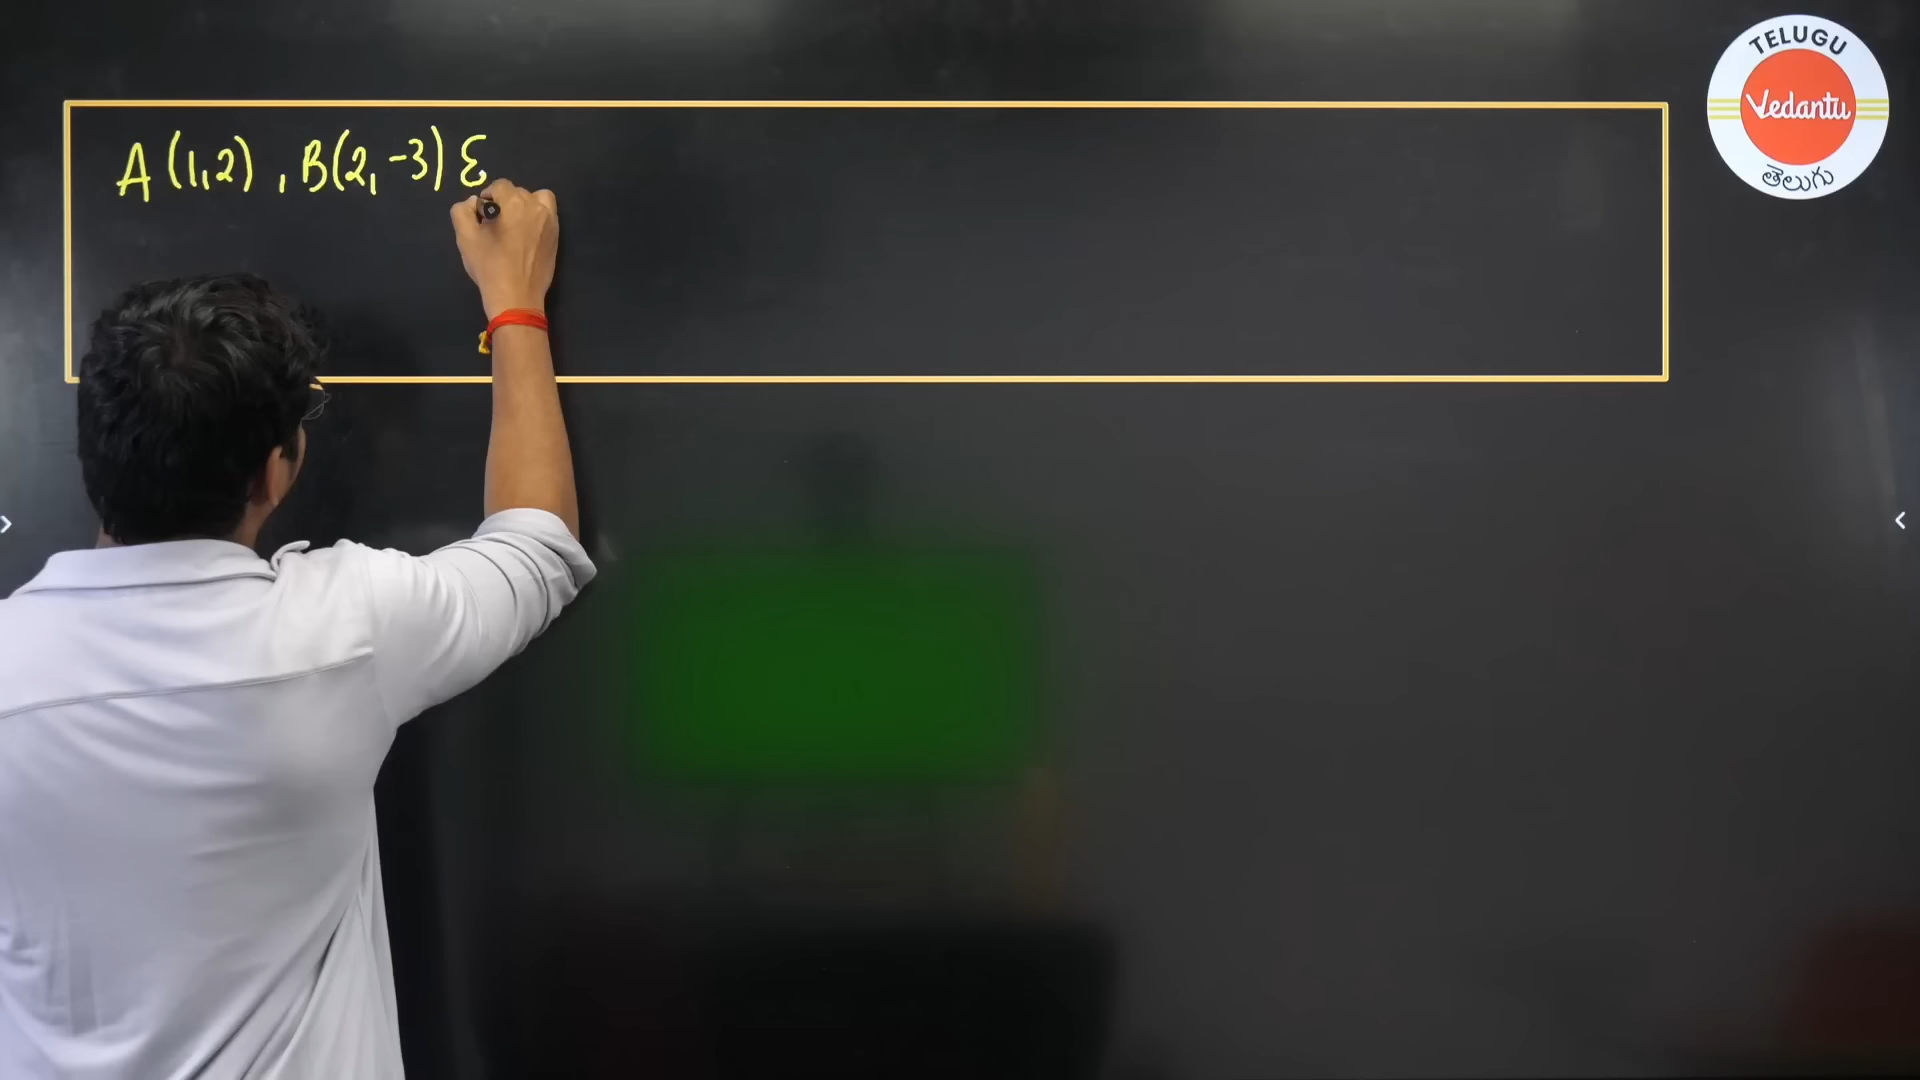 A (1,2) , B(2, -3) &
TELUGU
Vedantu
తెలుగు